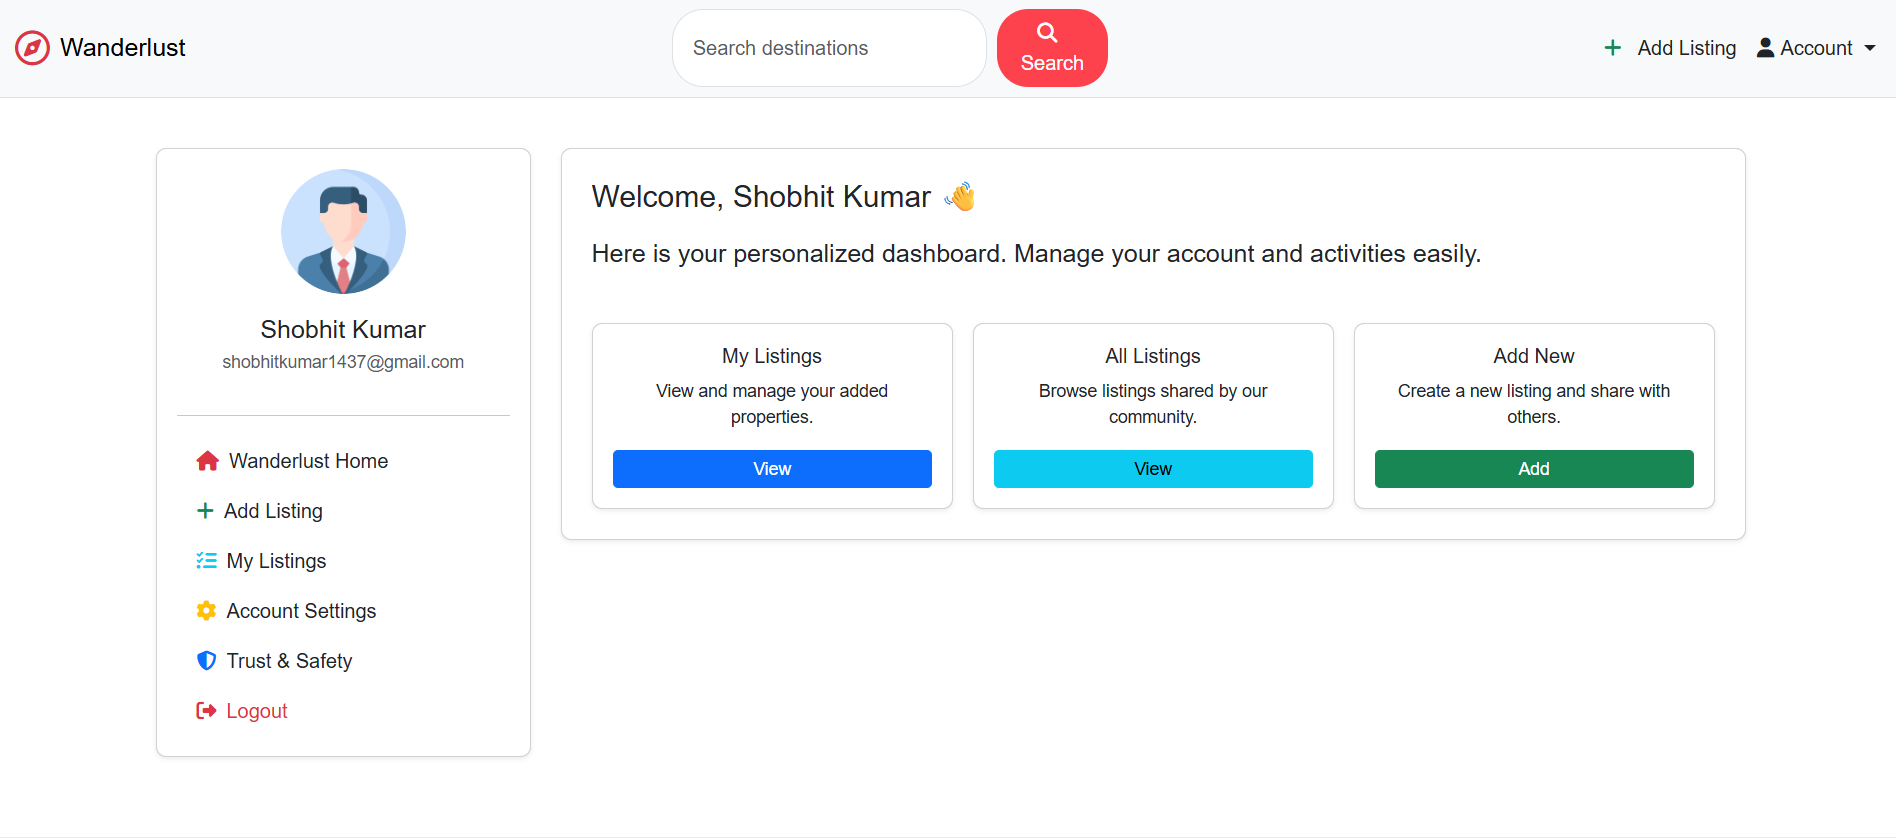 Wanderlust
Search destinations
Search
Add Listing
Account
Shobhit Kumar
shobhitkumar1437@gmail.com
Wanderlust Home
Add Listing
My Listings
Account Settings
Trust & Safety
Logout
Welcome, Shobhit Kumar 👋
Here is your personalized dashboard. Manage your account and activities easily.
My Listings
View and manage your added
properties.
View
All Listings
Browse listings shared by our
community.
View
Add New
Create a new listing and share with
others.
Add